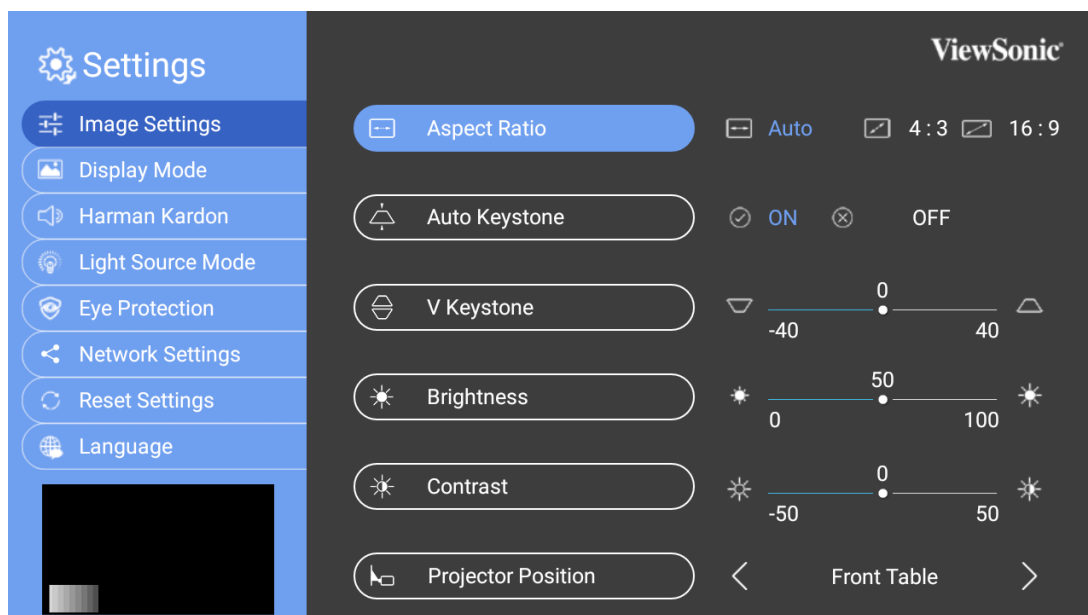 Settings
ViewSonic®
Image Settings
Display Mode
Harman Kardon
Light Source Mode
Eye Protection
Network Settings
Reset Settings
Language
Aspect Ratio
Auto 4 : 3 16 : 9
Auto Keystone
ON OFF
V Keystone
0
-40 40
Brightness
50
0 100
Contrast
0
-50 50
Projector Position
Front Table